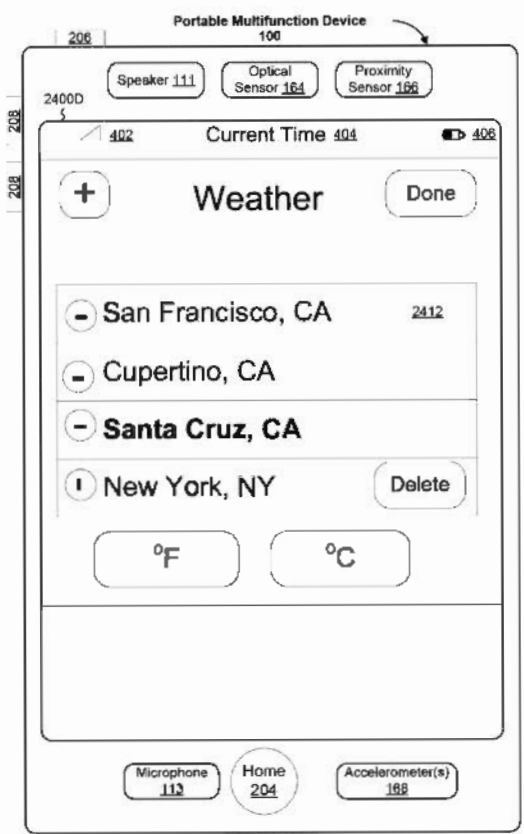 Portable Multifunction Device
100
206
Speaker 111
Optical
Sensor 164
Proximity
Sensor 166
2400D
208
208
402
Current Time 404
406
+
Weather
Done
- San Francisco, CA
2412
- Cupertino, CA
- Santa Cruz, CA
New York, NY
Delete
°F
°C
Microphone
113
Home
204
Accelerometer(s)
168